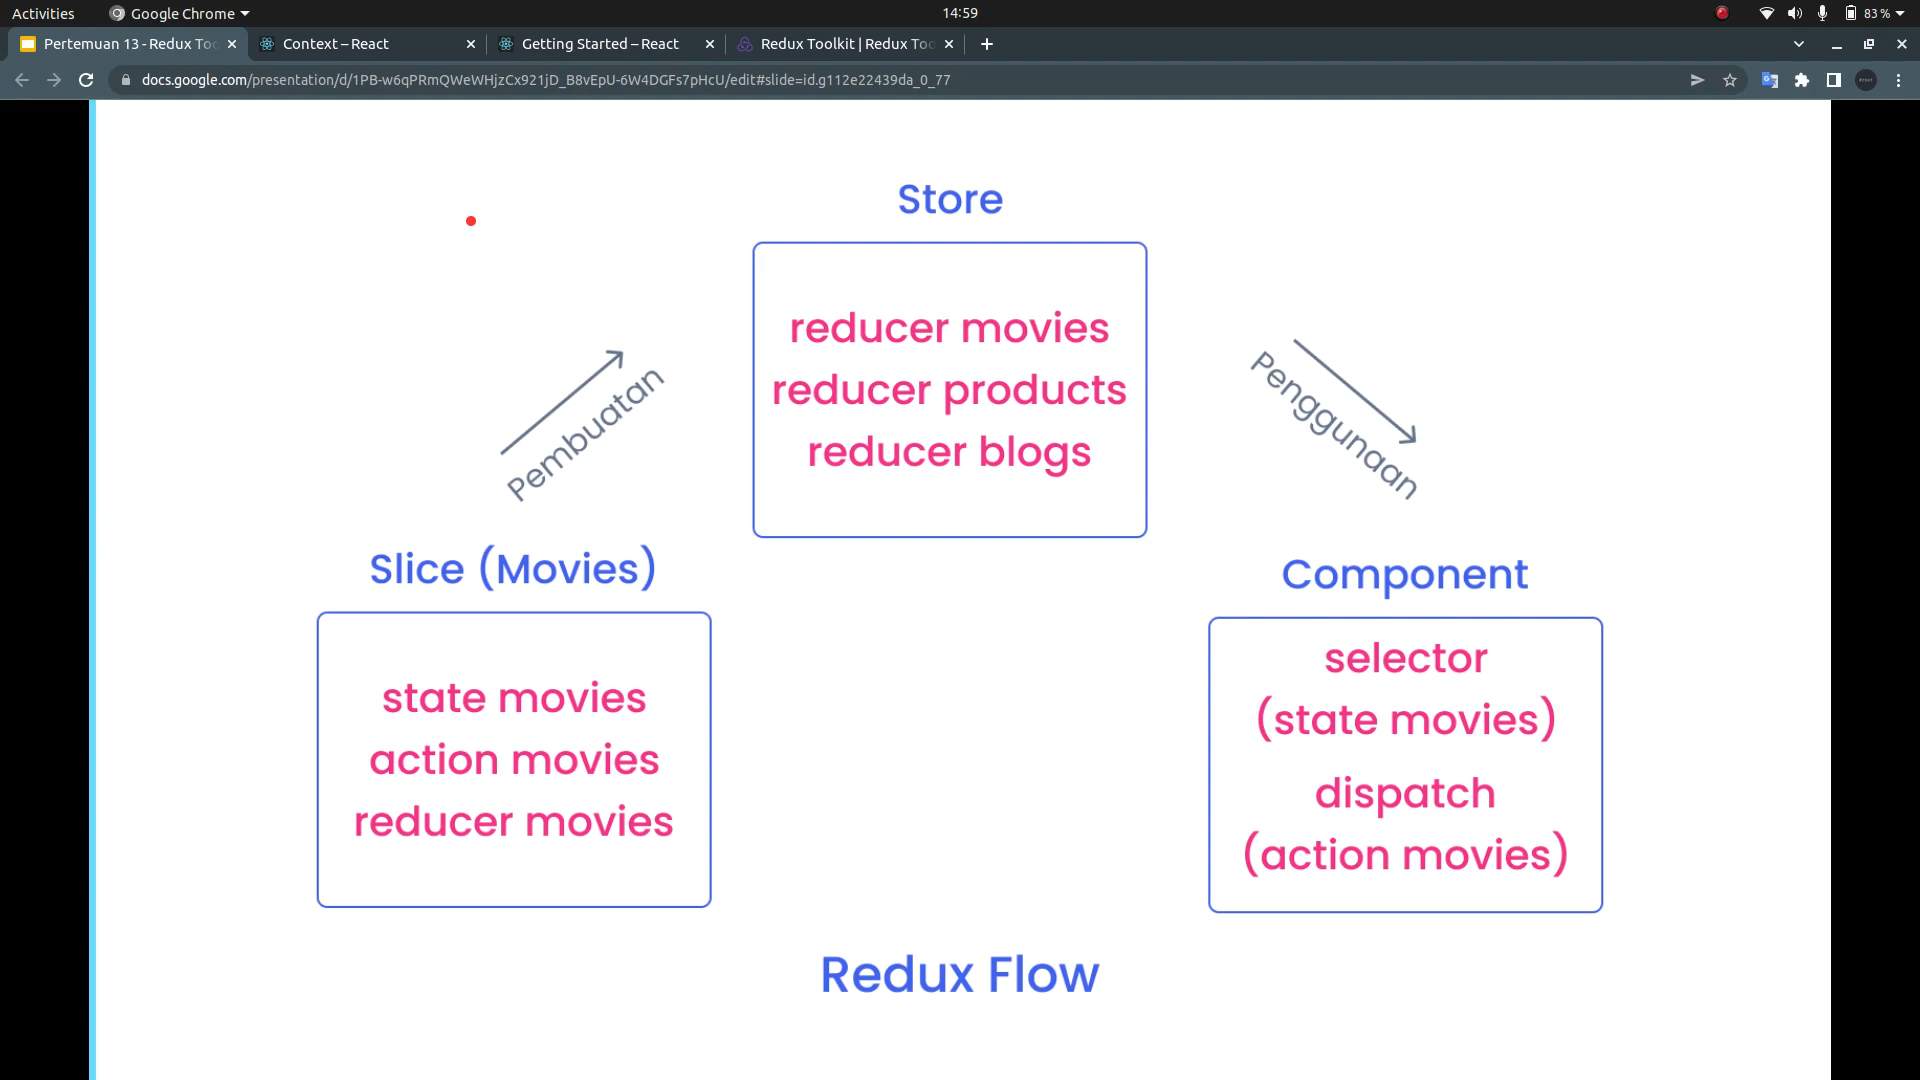 Activities
Google Chrome
14:59
83 %
Pertemuan 13 - Redux Too
Context – React
Getting Started – React
Redux Toolkit | Redux Too
docs.google.com/presentation/d/1PB-w6qPRmQWeWHjzCx921jD_B8vEpU-6W4DGFs7pHcU/edit#slide=id.g112e22439da_0_77
Store
reducer movies
reducer products
reducer blogs
Pembuatan
Penggunaan
Slice (Movies)
state movies
action movies
reducer movies
Component
selector
(state movies)
dispatch
(action movies)
Redux Flow